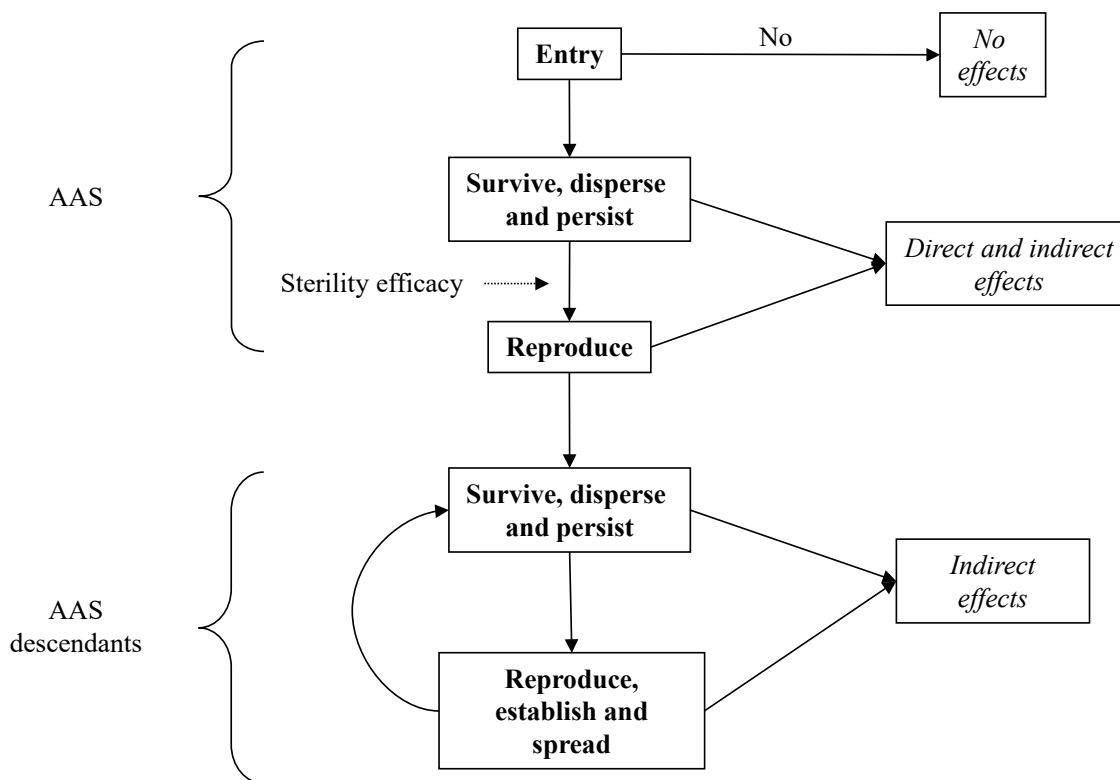 Entry
No
No
effects
AAS
Survive, disperse
and persist
Direct and indirect
effects
Sterility efficacy
Reproduce
Survive, disperse
and persist
Indirect
effects
AAS
descendants
Reproduce,
establish and
spread